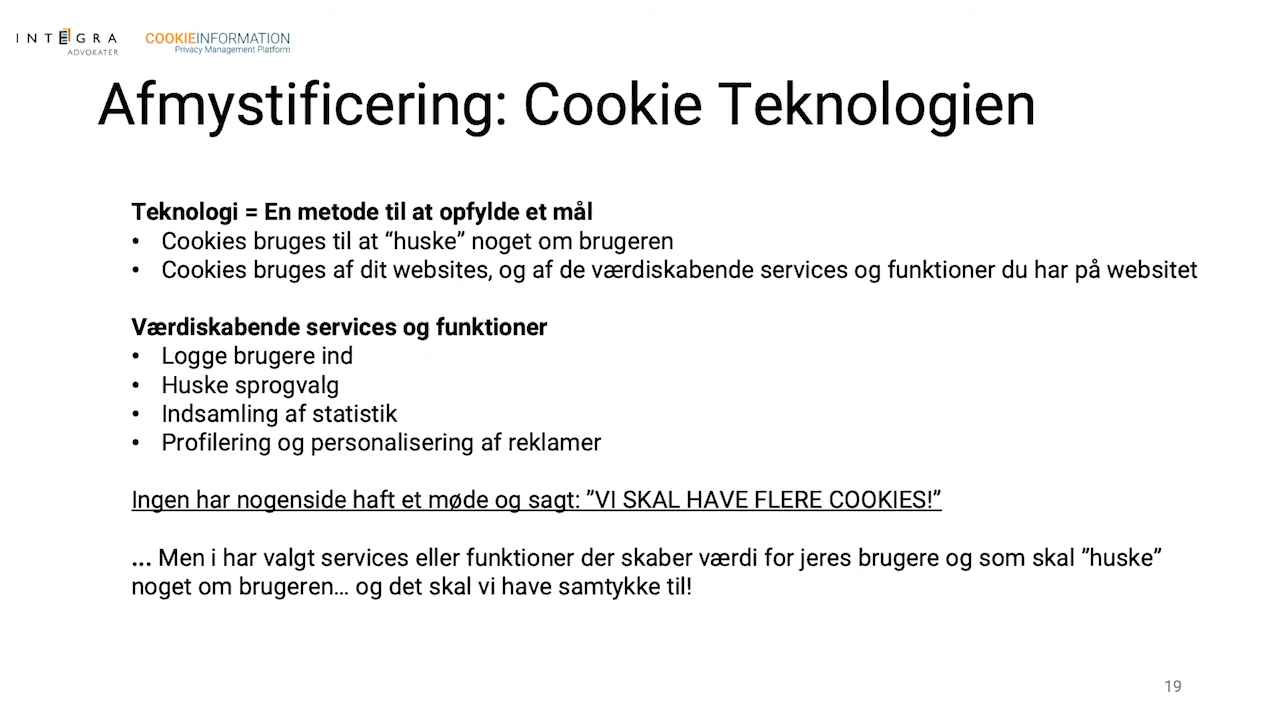 INTEGRA
ADVOKATER
COOKIEINFORMATION
Privacy Management Platform
Afmystificering: Cookie Teknologien
Teknologi = En metode til at opfylde et mål
• Cookies bruges til at “huske” noget om brugeren
• Cookies bruges af dit websites, og af de værdiskabende services og funktioner du har på websitet
Værdiskabende services og funktioner
• Logge brugere ind
• Huske sprogvalg
• Indsamling af statistik
• Profilering og personalisering af reklamer
Ingen har nogenside haft et møde og sagt: ”VI SKAL HAVE FLERE COOKIES!”
... Men i har valgt services eller funktioner der skaber værdi for jeres brugere og som skal ”huske”
noget om brugeren… og det skal vi have samtykke til!
19